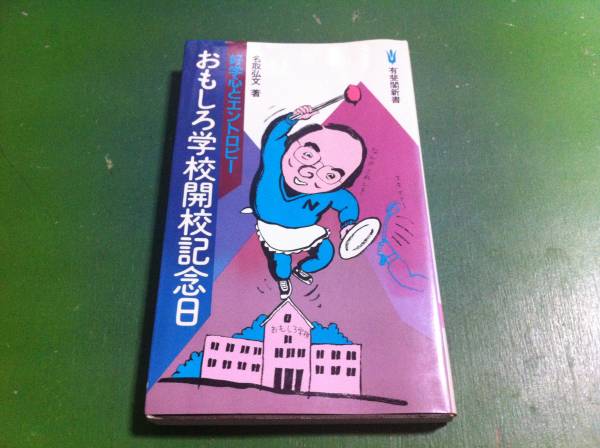 おもしろ学校開校記念日
好学心とエントロピー
名取弘文 著
有斐閣新書
N
おもしろ学校